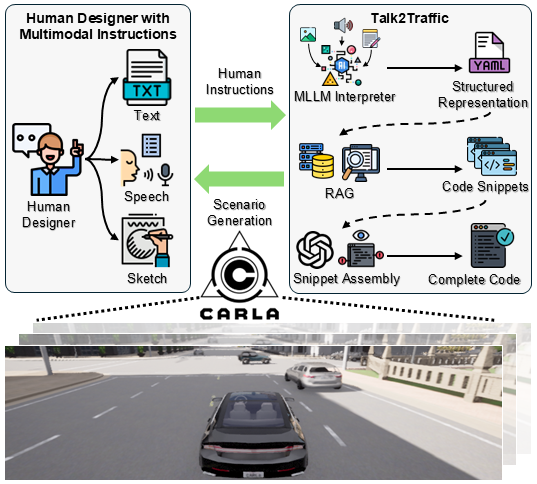 Human Designer with
Multimodal Instructions
TXT
Text
Speech
Human
Designer
Sketch
Human
Instructions
Scenario
Generation
Talk2Traffic
AI
MLLM Interpreter
YAML
Structured
Representation
RAG
</>
Code Snippets
Snippet Assembly
Complete Code
C
CARLA